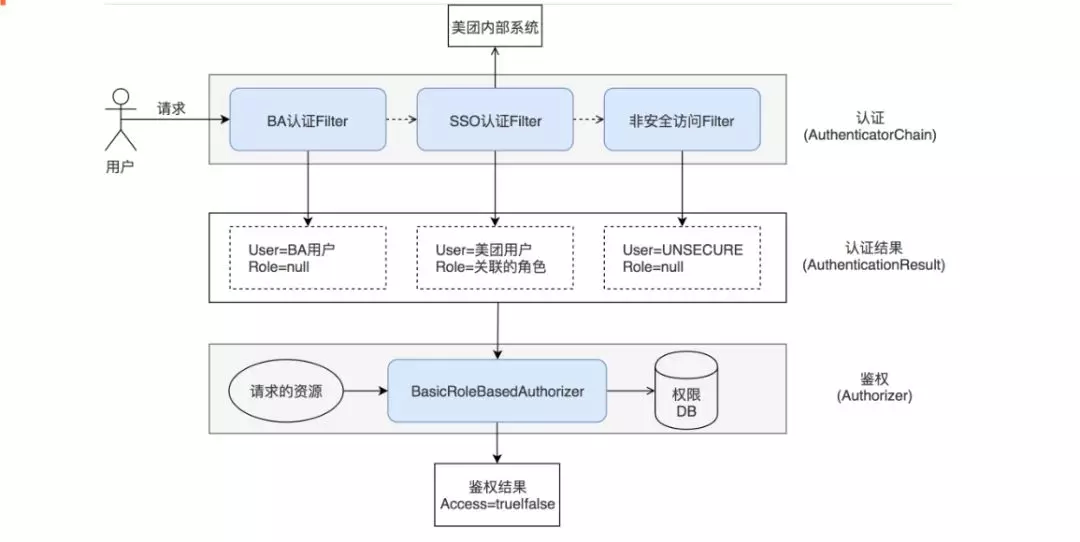 美团内部系统
请求
BA认证Filter
SSO认证Filter
非安全访问Filter
认证
(AuthenticatorChain)
用户
User=BA用户
Role=null
User=美团用户
Role=关联的角色
User=UNSECURE
Role=null
认证结果
(AuthenticationResult)
请求的资源
BasicRoleBasedAuthorizer
权限
DB
鉴权
(Authorizer)
鉴权结果
Access=true|false